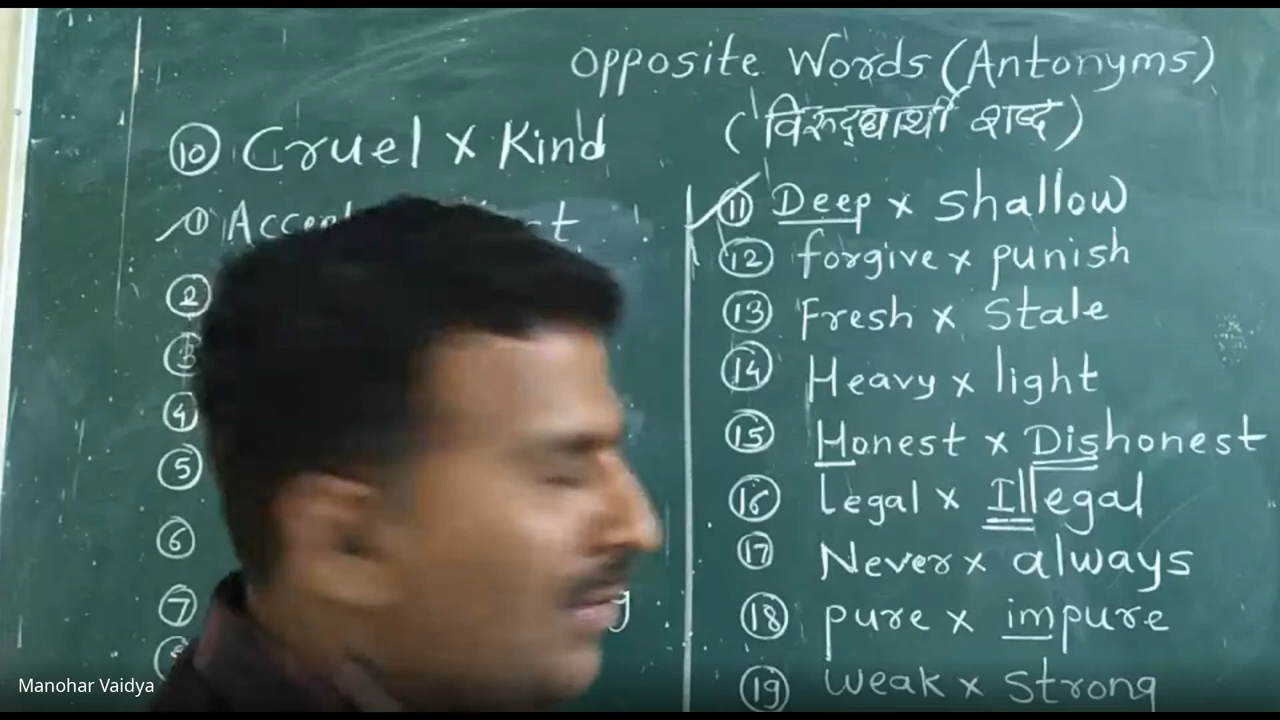 Opposite Words (Antonyms)
(विरूद्धार्थी शब्द)
10 Cruel x Kind
1
2
3
4
5
6
7
11 Deep x shallow
12 forgive x punish
13 Fresh x Stale
14 Heavy x light
15 Honest x Dishonest
16 legal x Illegal
17 Never x always
18 pure x impure
19 weak x Strong
Manohar Vaidya